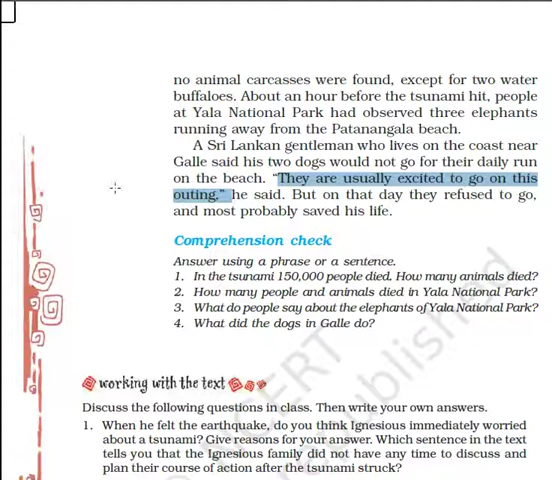 no animal carcasses were found, except for two water
buffaloes. About an hour before the tsunami hit, people
at Yala National Park had observed three elephants
running away from the Patanangala beach.
A Sri Lankan gentleman who lives on the coast near
Galle said his two dogs would not go for their daily run
on the beach. “They are usually excited to go on this
outing,” he said. But on that day they refused to go,
and most probably saved his life.
Comprehension check
Answer using a phrase or a sentence.
1. In the tsunami 150,000 people died. How many animals died?
2. How many people and animals died in Yala National Park?
3. What do people say about the elephants of Yala National Park?
4. What did the dogs in Galle do?
working with the text
Discuss the following questions in class. Then write your own answers.
1. When he felt the earthquake, do you think Ignesious immediately worried
about a tsunami? Give reasons for your answer. Which sentence in the text
tells you that the Ignesious family did not have any time to discuss and
plan their course of action after the tsunami struck?
© NCERT
republished